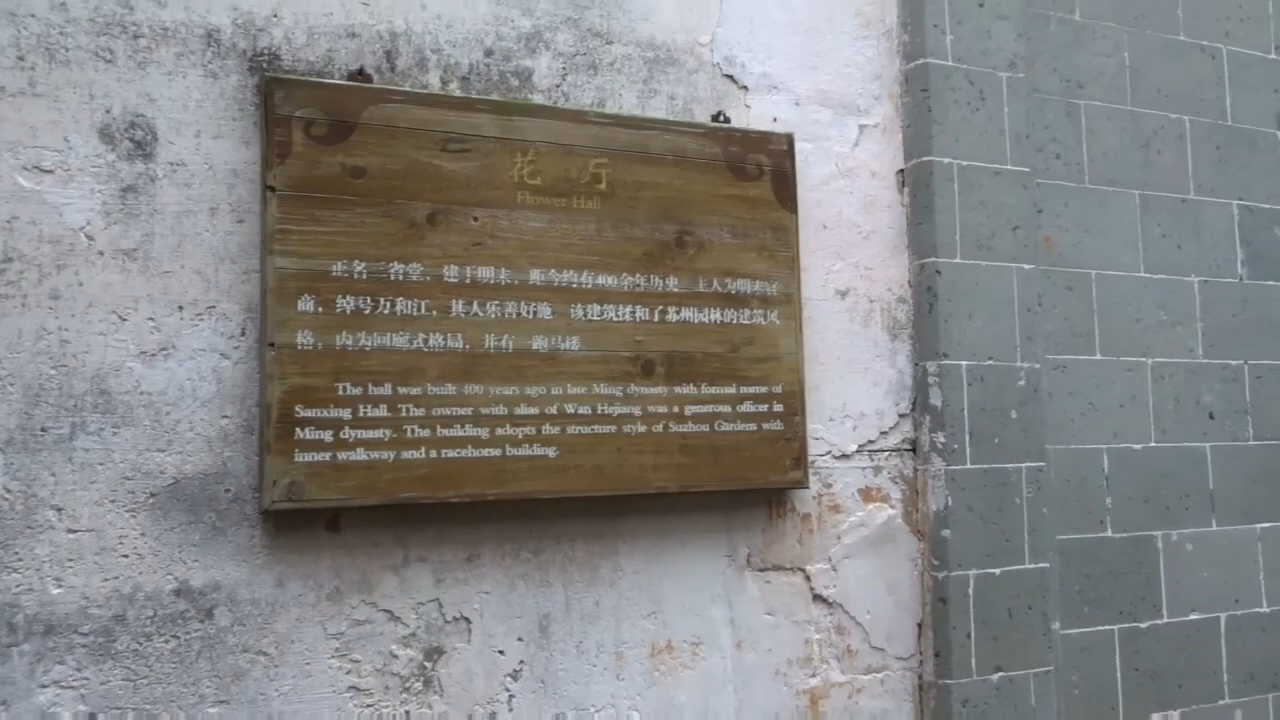 花厅
Flower Hall
正名三省堂，建于明末，距今约有400余年历史 主人为明末官
商，绰号万和江，其人乐善好施 该建筑揉和了苏州园林的建筑风
格，内为回廊式格局，并有一跑马楼
The hall was built 400 years ago in late Ming dynasty with formal name of
Sanxing Hall. The owner with alias of Wan Hejiang was a generous officer in
Ming dynasty. The building adopts the structure style of Suzhou Gardens with
inner walkway and a racehorse building.